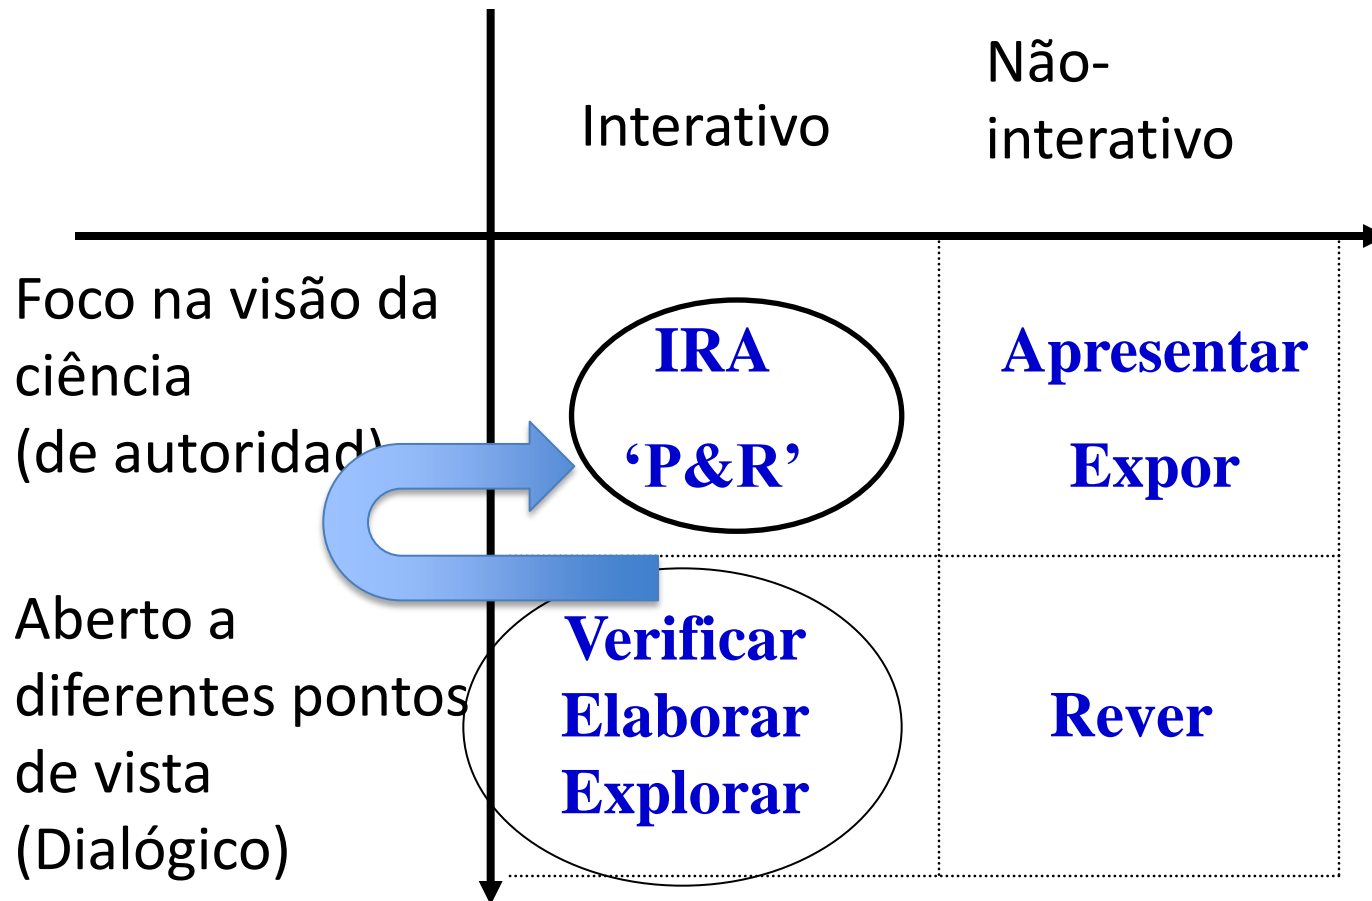 Interativo
Não-
interativo
Foco na visão da
ciência
(de autoridad)
IRA
‘P&R’
Apresentar
Expor
Aberto a
diferentes pontos
de vista
(Dialógico)
Verificar
Elaborar
Explorar
Rever